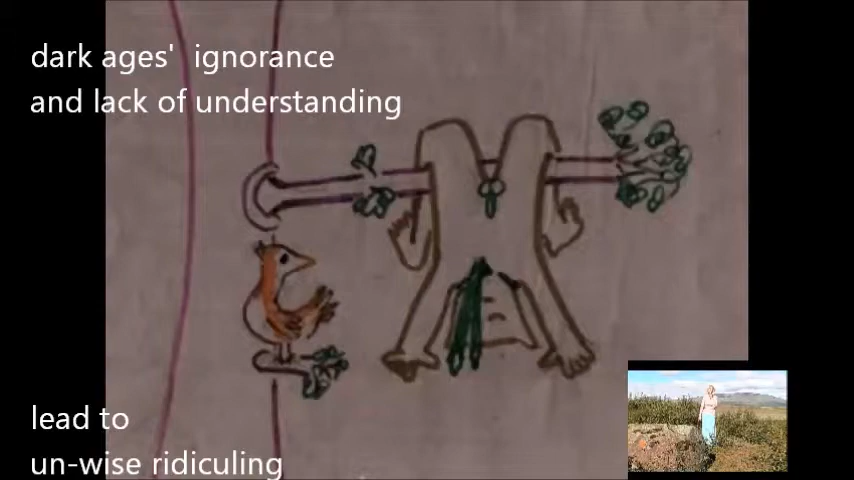 dark ages'  ignorance
and lack of understanding
lead to
un-wise ridiculing